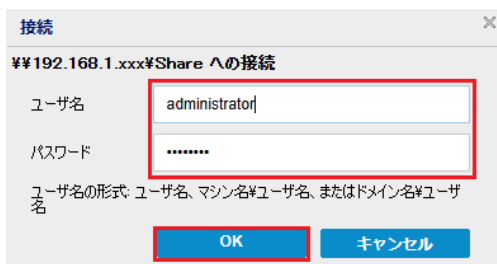 接続
¥¥192.168.1.xxx¥Share への接続
ユーザ名
administrator
パスワード
••••••••
ユーザ名の形式: ユーザ名、マシン名¥ユーザ名、またはドメイン名¥ユーザ
名
OK
キャンセル